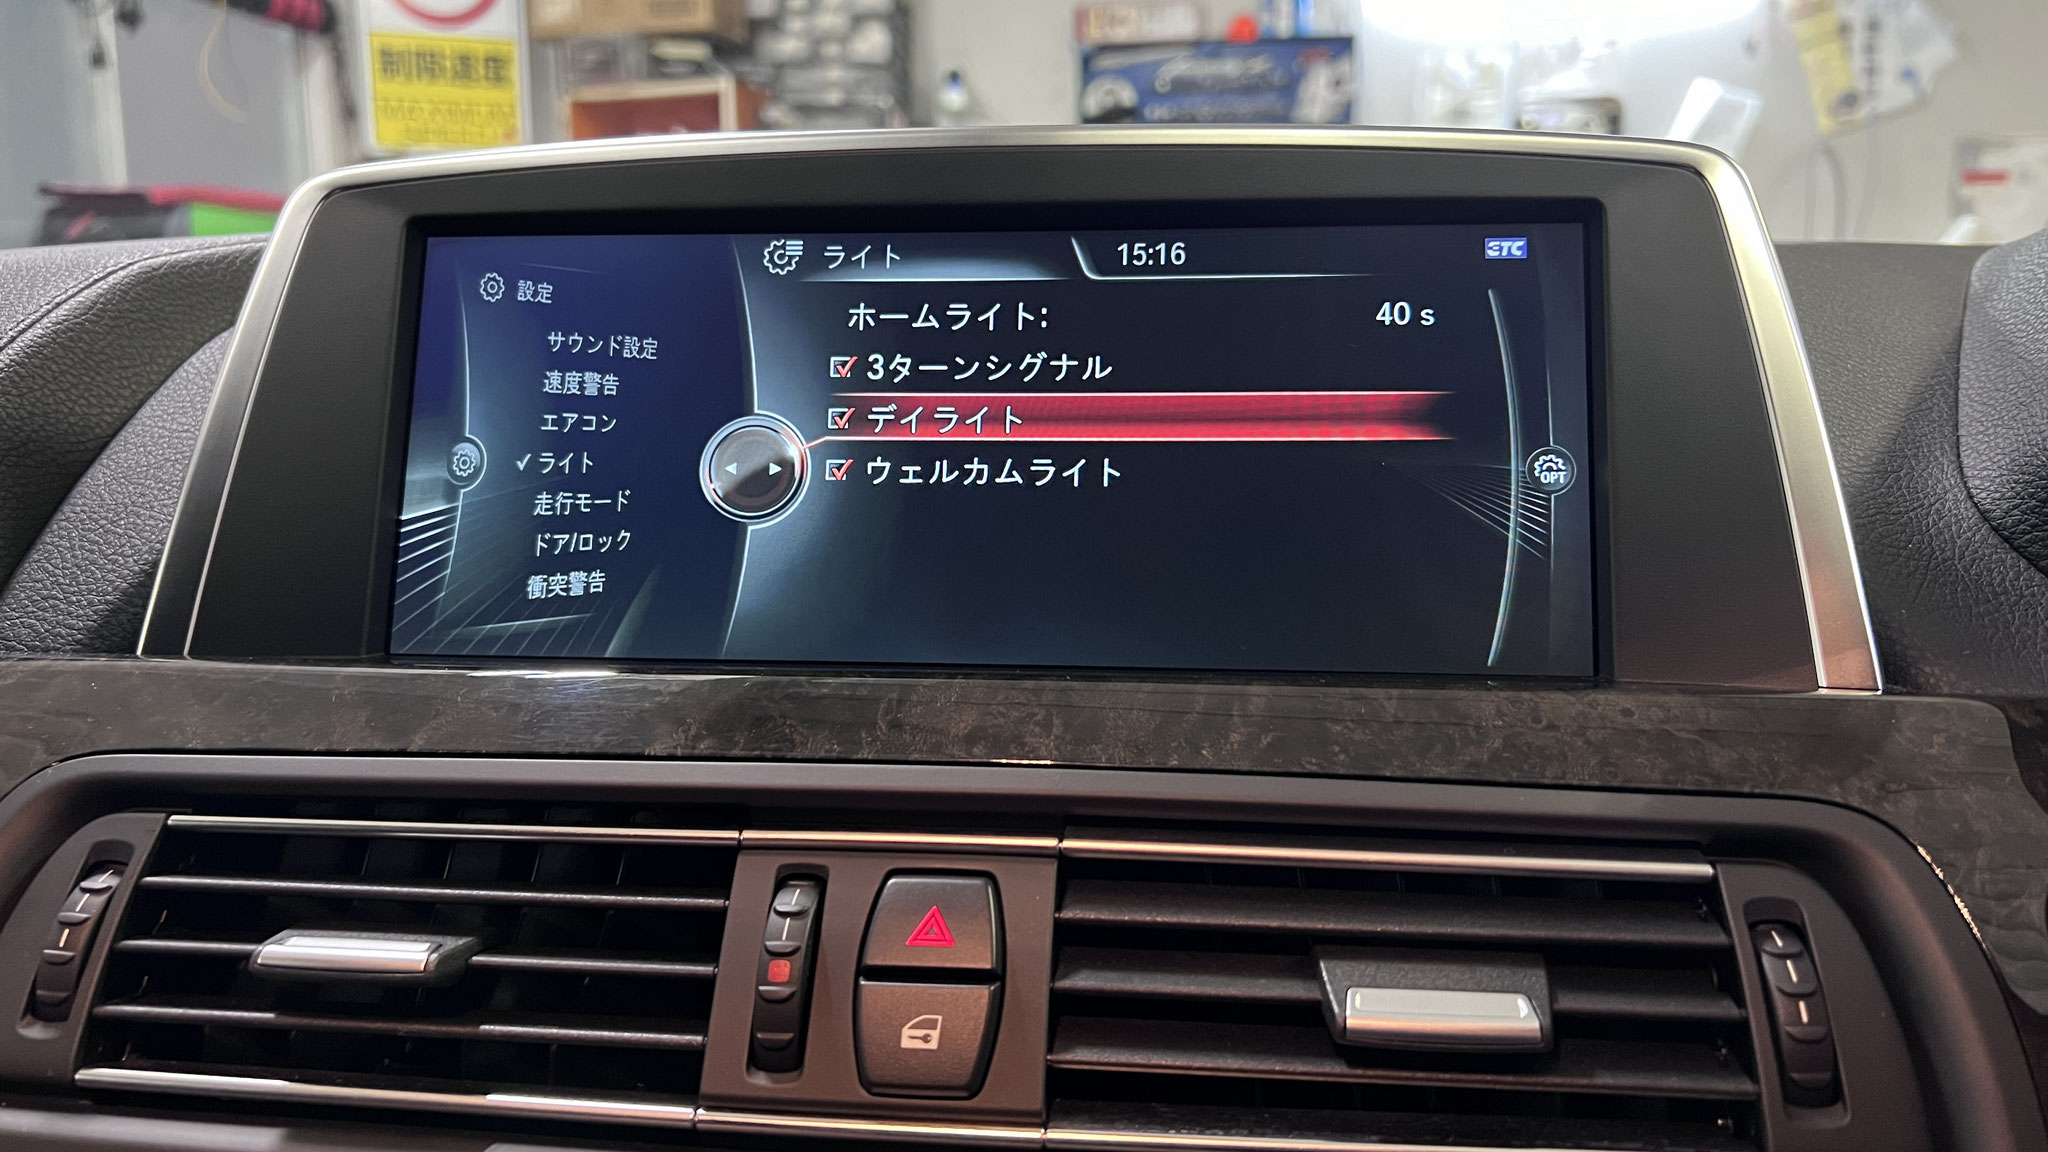 制限速度
設定
サウンド設定
速度警告
エアコン
✓ライト
走行モード
ドア/ロック
衝突警告
ライト
15:16
ETC
ホームライト: 40 s
3ターンシグナル
デイライト
ウェルカムライト
OPT